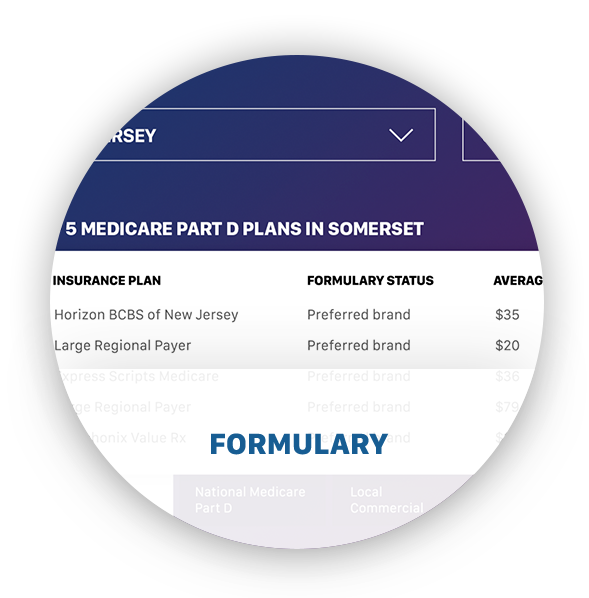 RSEY
5 MEDICARE PART D PLANS IN SOMERSET
INSURANCE PLAN FORMULARY STATUS AVERAG
Horizon BCBS of New Jersey Preferred brand $35
Large Regional Payer Preferred brand $20
Express Scripts Medicare Preferred brand $36
ge Regional Payer Preferred brand $79
honix Value Rx
FORMULARY
National Medicare Local
Part D Commercial